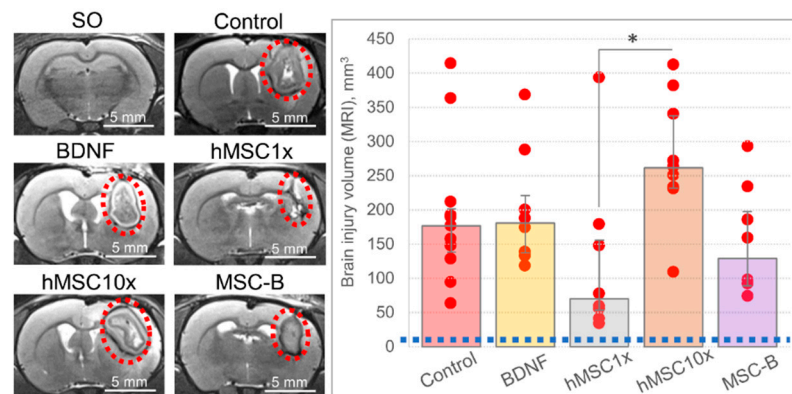 SO
Control
5 mm
5 mm
BDNF
hMSC1x
5 mm
5 mm
hMSC10x
MSC-B
5 mm
5 mm
Brain injury volume (MRI), mm³
450
400
350
300
250
200
150
100
50
0
*
Control
BDNF
hMSC1x
hMSC10x
MSC-B